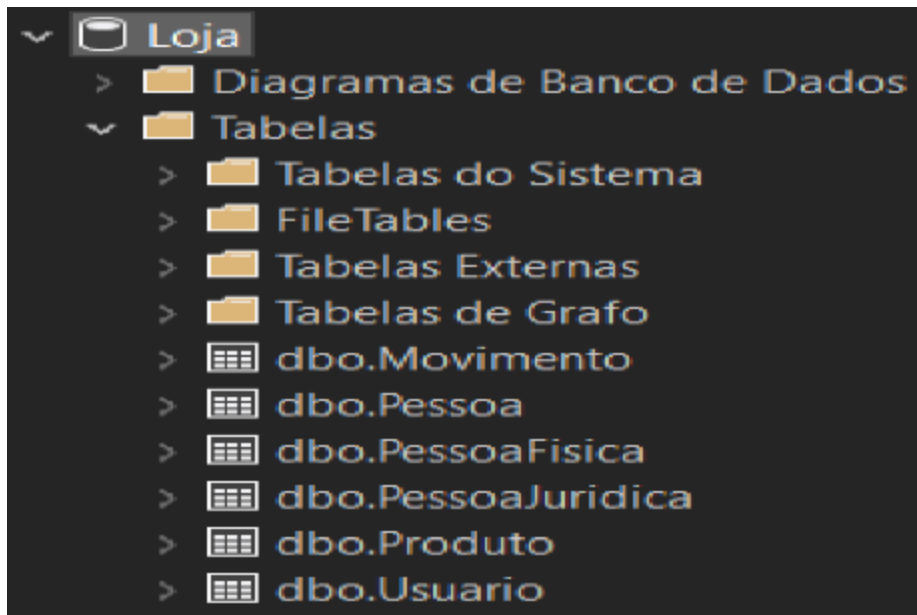 Loja
Diagramas de Banco de Dados
Tabelas
Tabelas do Sistema
FileTables
Tabelas Externas
Tabelas de Grafo
dbo.Movimento
dbo.Pessoa
dbo.PessoaFisica
dbo.PessoaJuridica
dbo.Produto
dbo.Usuario